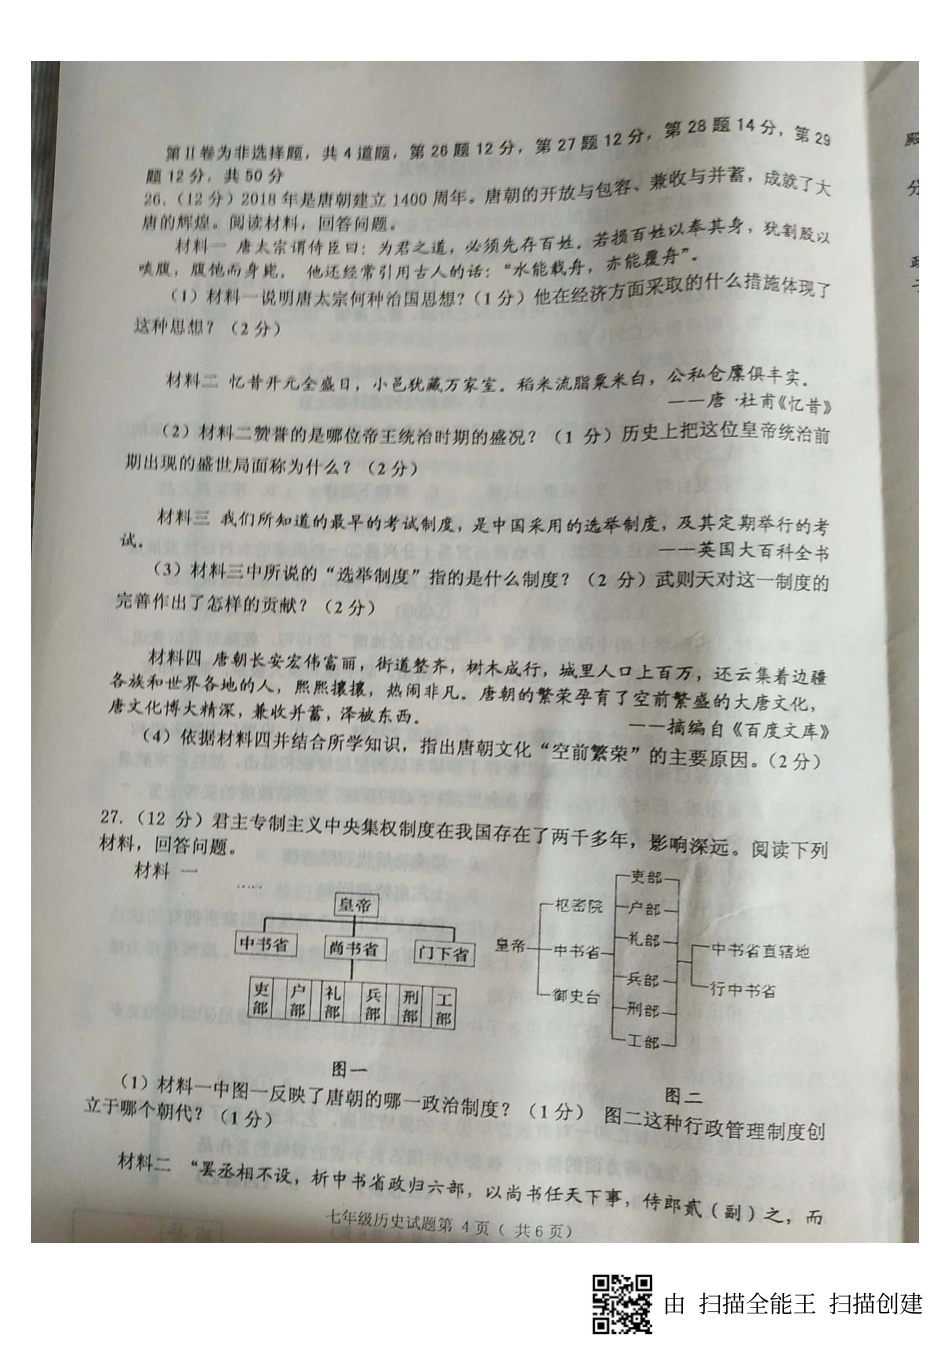 第Ⅱ卷为非选择题，共4道题，第26题12分，第27题12分，第28题14分，第29
题12分，共50分
26.（12分）2018年是唐朝建立1400周年。唐朝的开放与包容、兼收与并蓄，成就了大
唐的辉煌。阅读材料，回答问题。
材料一 唐太宗谓侍臣曰：为君之道，必须先存百姓。若损百姓以奉其身，犹割股以
啖腹，腹饱而身毙。 他还经常引用古人的话：“水能载舟，亦能覆舟”。
（1）材料一说明唐太宗何种治国思想？（1分）他在经济方面采取的什么措施体现了
这种思想？（2分）
材料二 忆昔开元全盛日，小邑犹藏万家室。稻米流脂粟米白，公私仓廪俱丰实。
——唐·杜甫《忆昔》
（2）材料二赞誉的是哪位帝王统治时期的盛况？（1 分）历史上把这位皇帝统治前
期出现的盛世局面称为什么？（2分）
材料三 我们所知道的最早的考试制度，是中国采用的选举制度，及其定期举行的考
试。
——英国大百科全书
（3）材料三中所说的“选举制度”指的是什么制度？（2 分）武则天对这一制度的
完善作出了怎样的贡献？（2分）
材料四 唐朝长安宏伟富丽，街道整齐，树木成行，城里人口上百万，还云集着边疆
各族和世界各地的人，熙熙攘攘，热闹非凡。唐朝的繁荣孕育了空前繁盛的大唐文化，
唐文化博大精深，兼收并蓄，泽被东西。
——摘编自《百度文库》
（4）依据材料四并结合所学知识，指出唐朝文化“空前繁荣”的主要原因。（2分）
27.（12 分）君主专制主义中央集权制度在我国存在了两千多年，影响深远。阅读下列
材料，回答问题。
材料 一
皇帝
中书省 尚书省 门下省
吏部 户部 礼部 兵部 刑部 工部
图一
皇帝
枢密院
中书省
御史台
吏部
户部
礼部
兵部
刑部
工部
中书省直辖地
行中书省
图二
（1）材料一中图一反映了唐朝的哪一政治制度？（1分） 图二这种行政管理制度创
立于哪个朝代？（1分）
材料二 “罢丞相不设，析中书省政归六部，以尚书任天下事，侍郎贰（副）之，而
七年级历史试题第 4页（ 共6页）
由 扫描全能王 扫描创建